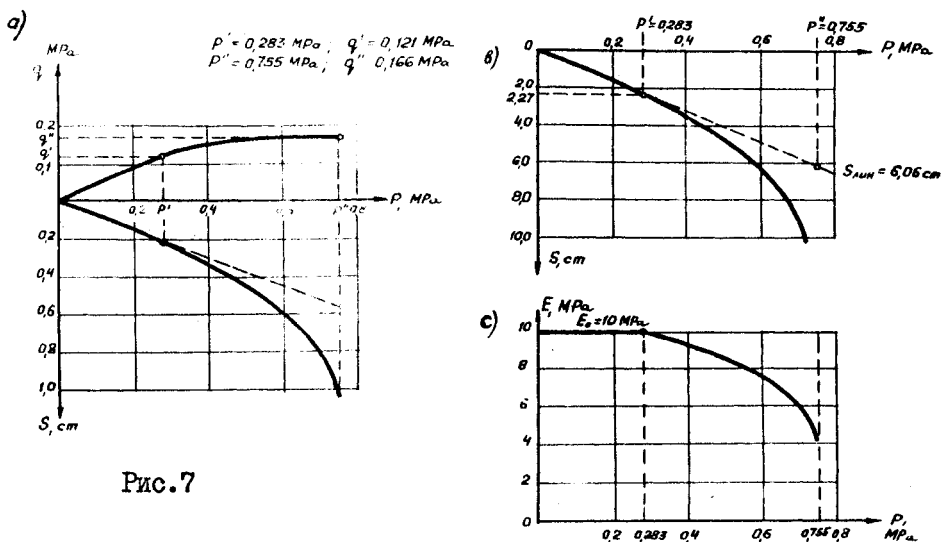 а)
MPa
q
P' = 0,283 MPa ; q' = 0,121 MPa
P'' = 0,755 MPa ; q'' 0,166 MPa
0,2
q''
q'
0,1
0,2
P'
0,4
P''
P, MPa
0,2
0,4
0,6
0,8
1,0
S, cm
Рис.7
в)
P' = 0,283
P'' = 0,755
0
0,2
0,4
0,6
0,8
P, MPa
2,0
2,27
4,0
6,0
8,0
10,0
S лин = 6,06 cm
S, cm
с)
E, MPa
E₀ = 10 MPa
10
8
6
4
2
0
0,2
0,283
0,4
0,6
0,755
0,8
P,
MPa